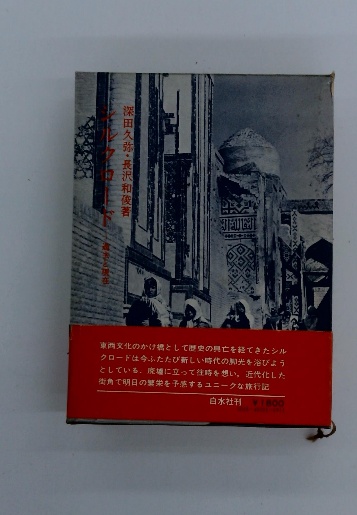 深田久弥・長沢和俊著
シルクロード
過去と現在
東西文化のかけ橋として歴史の興亡を経てきたシル
クロードは今ふたたび新しい時代の脚光を浴びよう
としている。廃墟に立って往時を想い、近代化した
街角で明日の繁栄を予感するユニークな旅行記
白水社刊 ¥1800